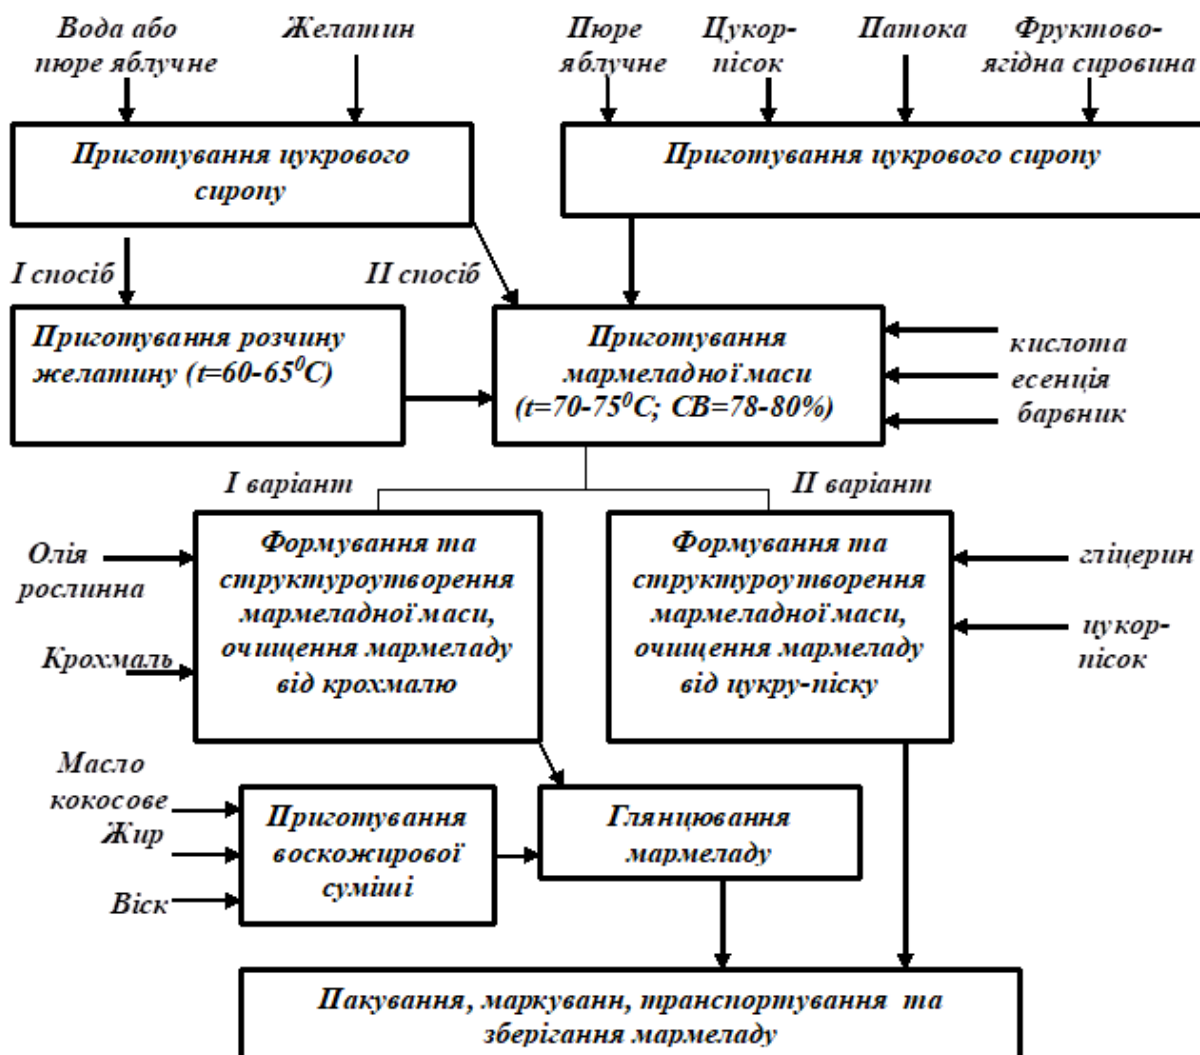 Вода або
пюре яблучне
Желатин
Пюре
яблучне
Цукор-
пісок
Патока
Фруктово-
ягідна сировина
Приготування цукрового
сиропу
Приготування цукрового сиропу
I спосіб
II спосіб
Приготування розчину
желатину (t=60-65⁰С)
Приготування
мармеладної маси
(t=70-75⁰С; СВ=78-80%)
кислота
есенція
барвник
I варіант
II варіант
Олія
рослинна
Крохмаль
Формування та
структуроутворення
мармеладної маси,
очищення мармеладу
від крохмалю
Формування та
структуроутворення
мармеладної маси,
очищення мармеладу
від цукру-піску
гліцерин
цукор-
пісок
Масло
кокосове
Жир
Віск
Приготування
воскожирової
суміші
Глянцювання
мармеладу
Пакування, маркуванн, транспортування та
зберігання мармеладу